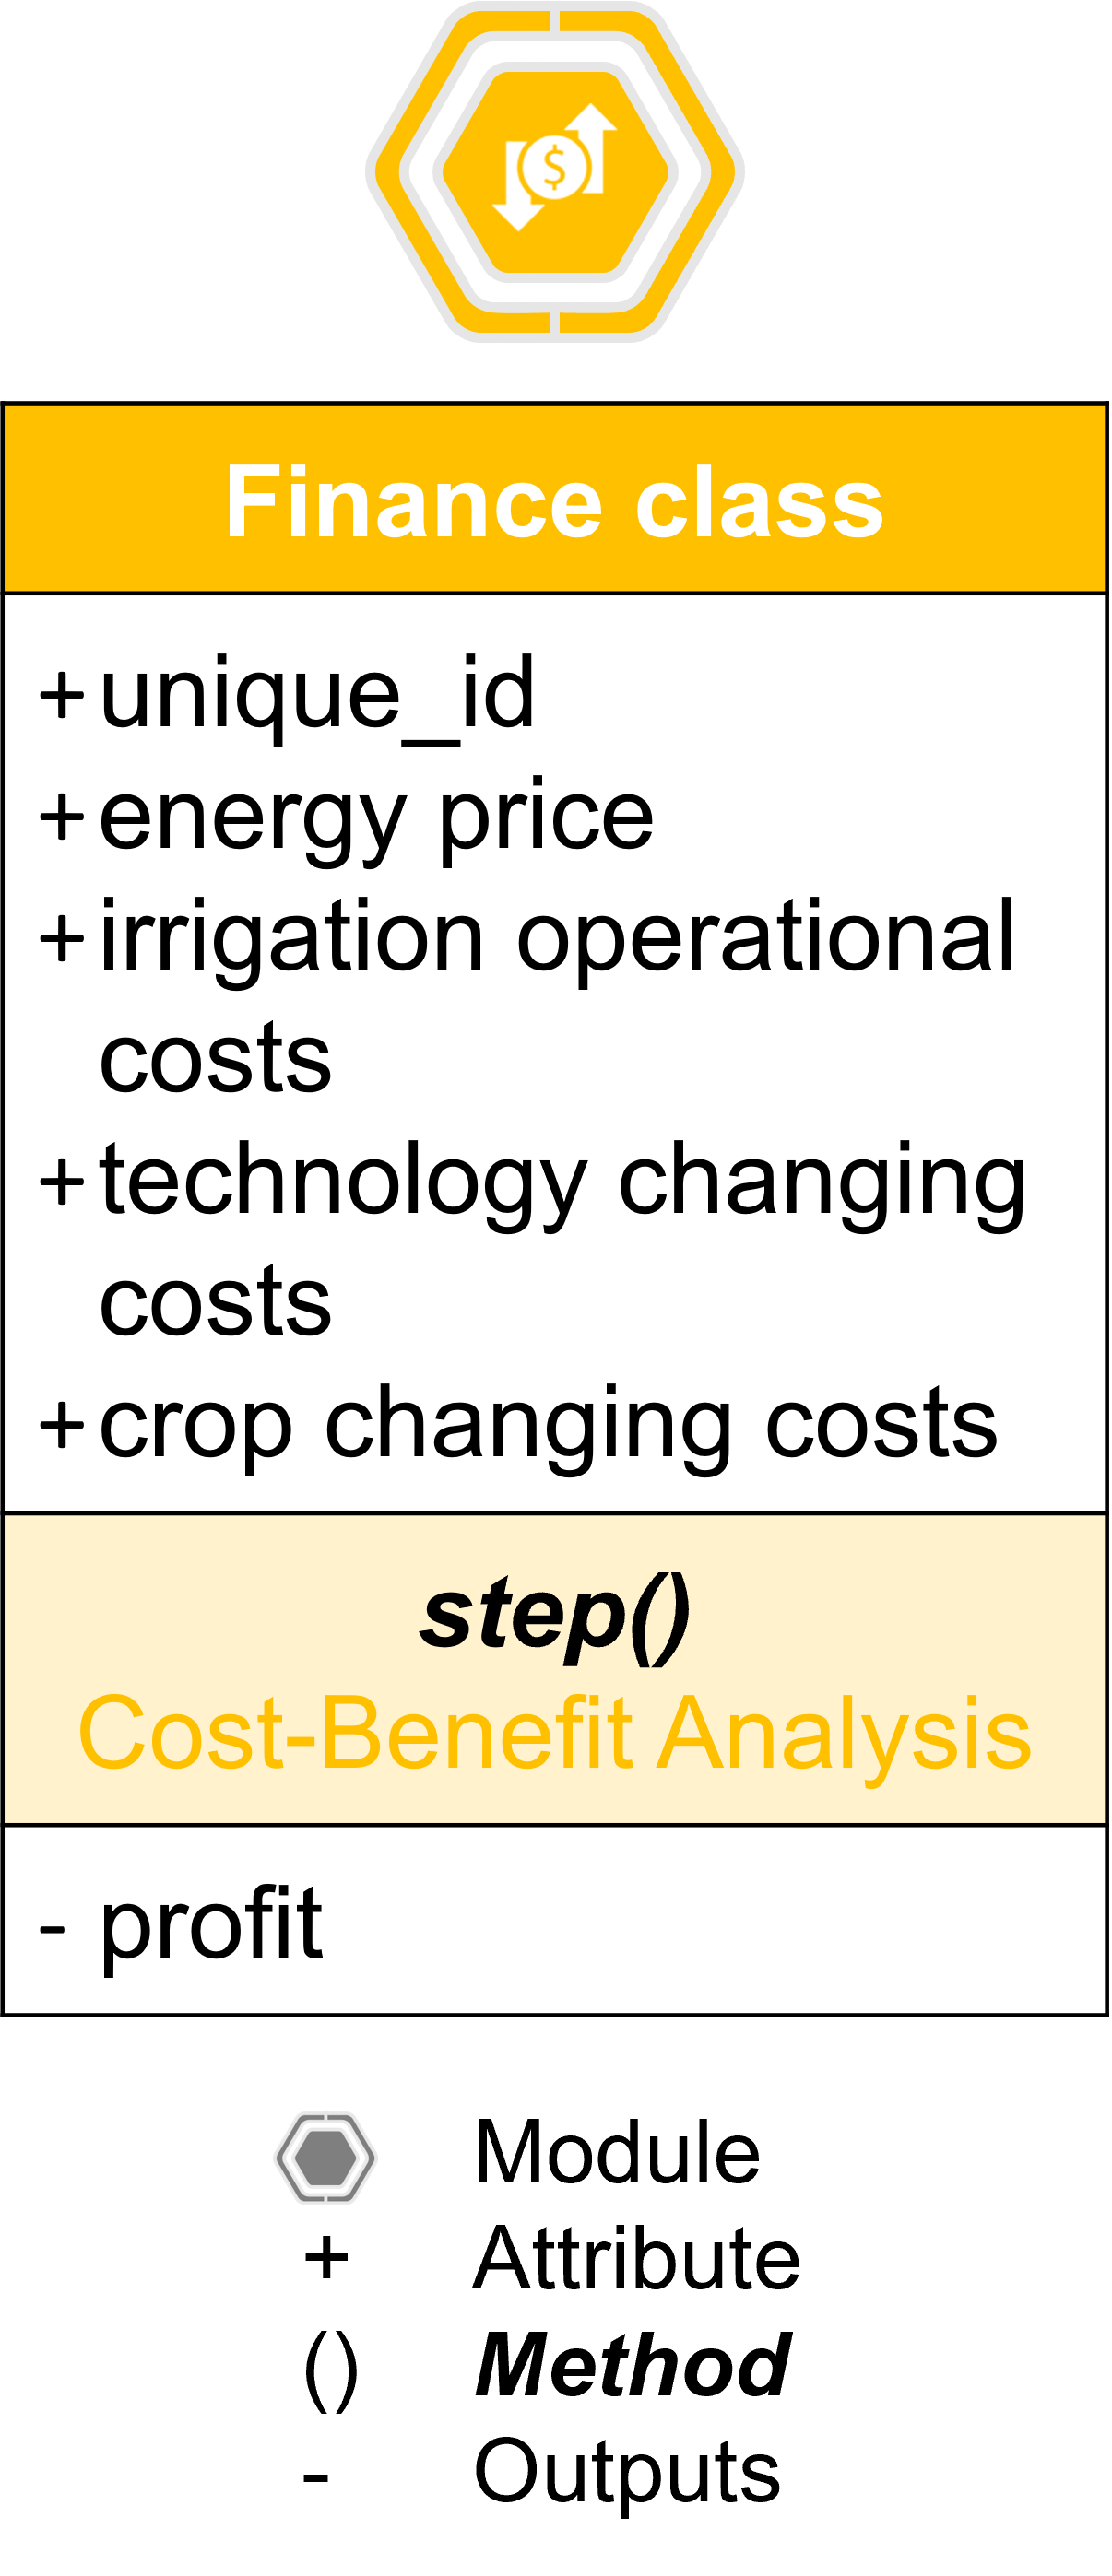 $
Finance class
+ unique_id
+ energy price
+ irrigation operational
costs
+ technology changing
costs
+ crop changing costs
step()
Cost-Benefit Analysis
- profit
Module
+ Attribute
() Method
- Outputs